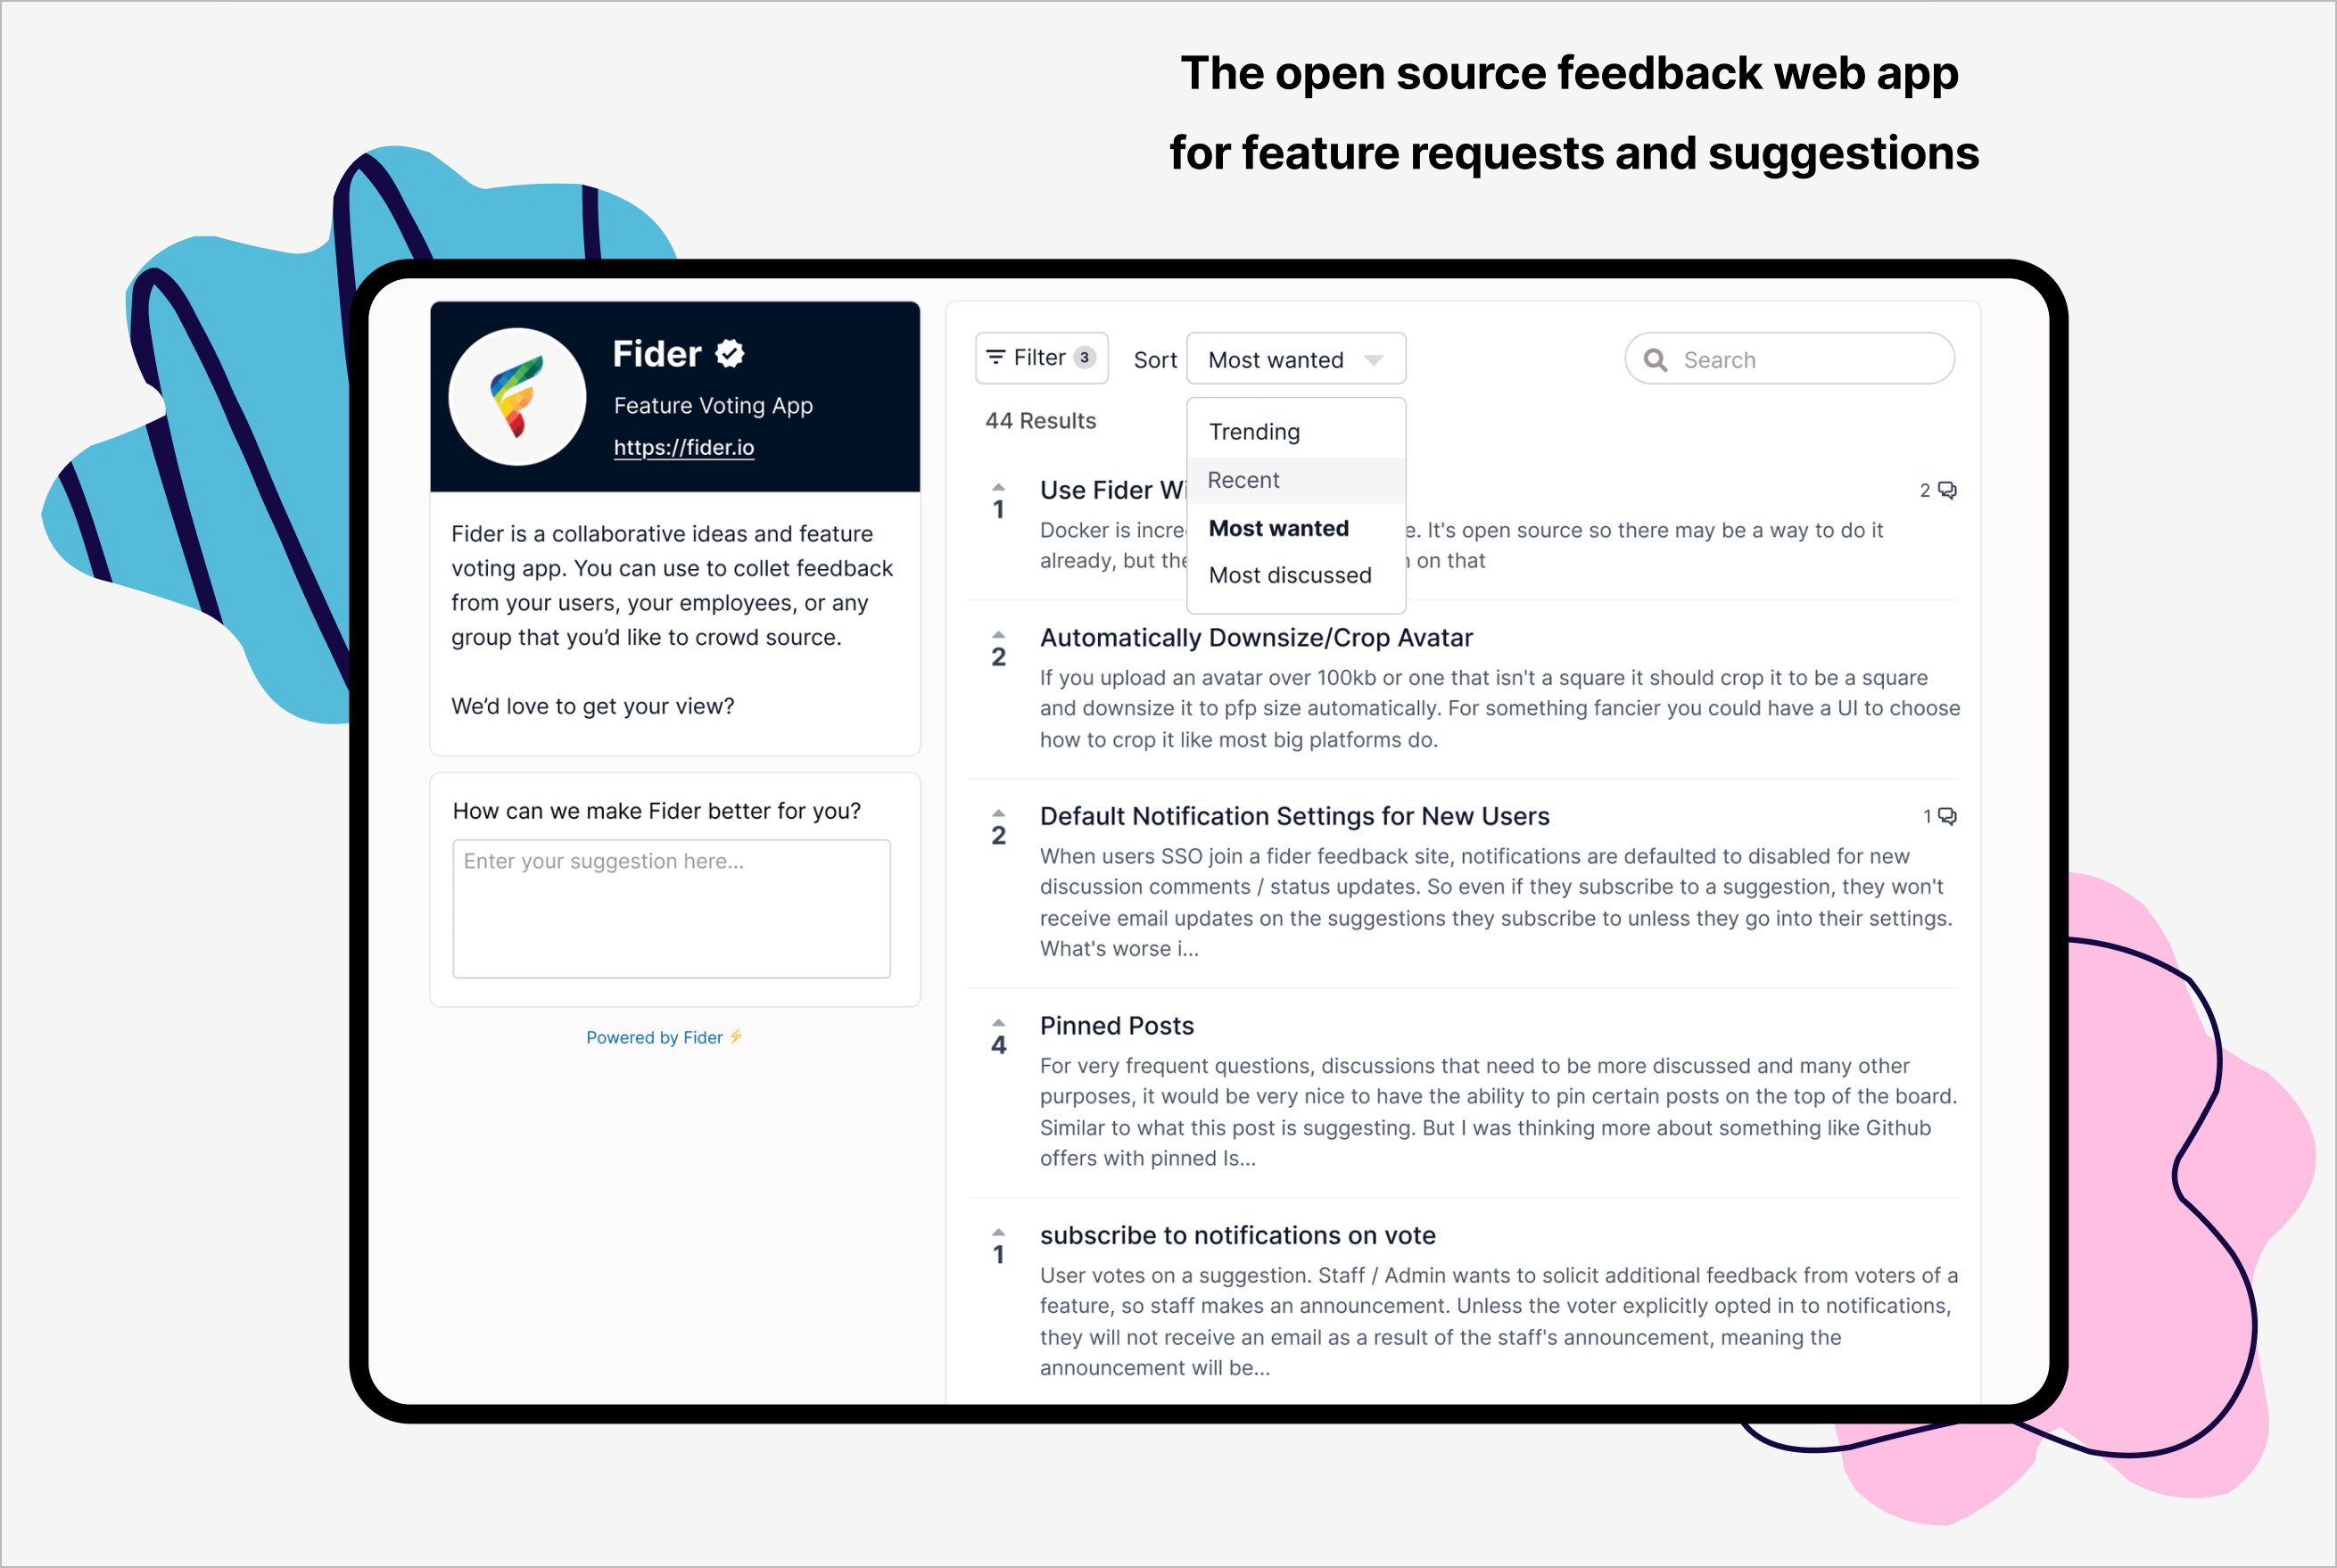 The open source feedback web app
for feature requests and suggestions
Fider
Feature Voting App
https://fider.io
Fider is a collaborative ideas and feature
voting app. You can use to collet feedback
from your users, your employees, or any
group that you’d like to crowd source.
We’d love to get your view?
How can we make Fider better for you?
Enter your suggestion here...
Powered by Fider ⚡
Filter 3
Sort
Most wanted
Search
44 Results
Trending
Recent
Most wanted
Most discussed
1
Use Fider
2
Docker is It's open source so there may be a way to do it
already, but on that
2
Automatically Downsize/Crop Avatar
If you upload an avatar over 100kb or one that isn't a square it should crop it to be a square
and downsize it to pfp size automatically. For something fancier you could have a UI to choose
how to crop it like most big platforms do.
2
Default Notification Settings for New Users
1
When users SSO join a fider feedback site, notifications are defaulted to disabled for new
discussion comments / status updates. So even if they subscribe to a suggestion, they won't
receive email updates on the suggestions they subscribe to unless they go into their settings.
What's worse i...
4
Pinned Posts
For very frequent questions, discussions that need to be more discussed and many other
purposes, it would be very nice to have the ability to pin certain posts on the top of the board.
Similar to what this post is suggesting. But I was thinking more about something like Github
offers with pinned Is...
1
subscribe to notifications on vote
User votes on a suggestion. Staff / Admin wants to solicit additional feedback from voters of a
feature, so staff makes an announcement. Unless the voter explicitly opted in to notifications,
they will not receive an email as a result of the staff's announcement, meaning the
announcement will be...